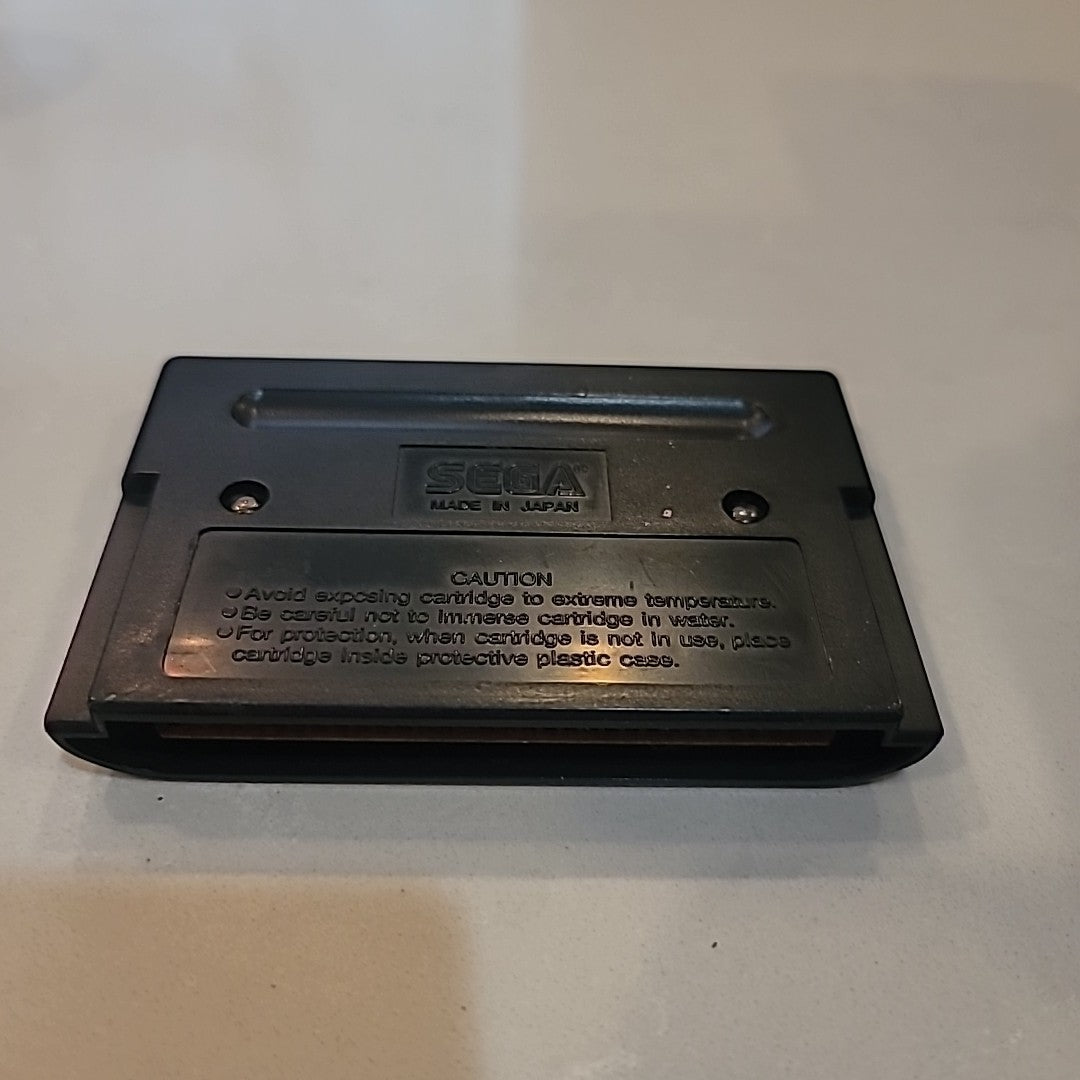 SEGA®
MADE IN JAPAN
CAUTION
• Avoid exposing cartridge to extreme temperature.
• Be careful not to immerse cartridge in water.
• For protection, when cartridge is not in use, place
cartridge inside protective plastic case.